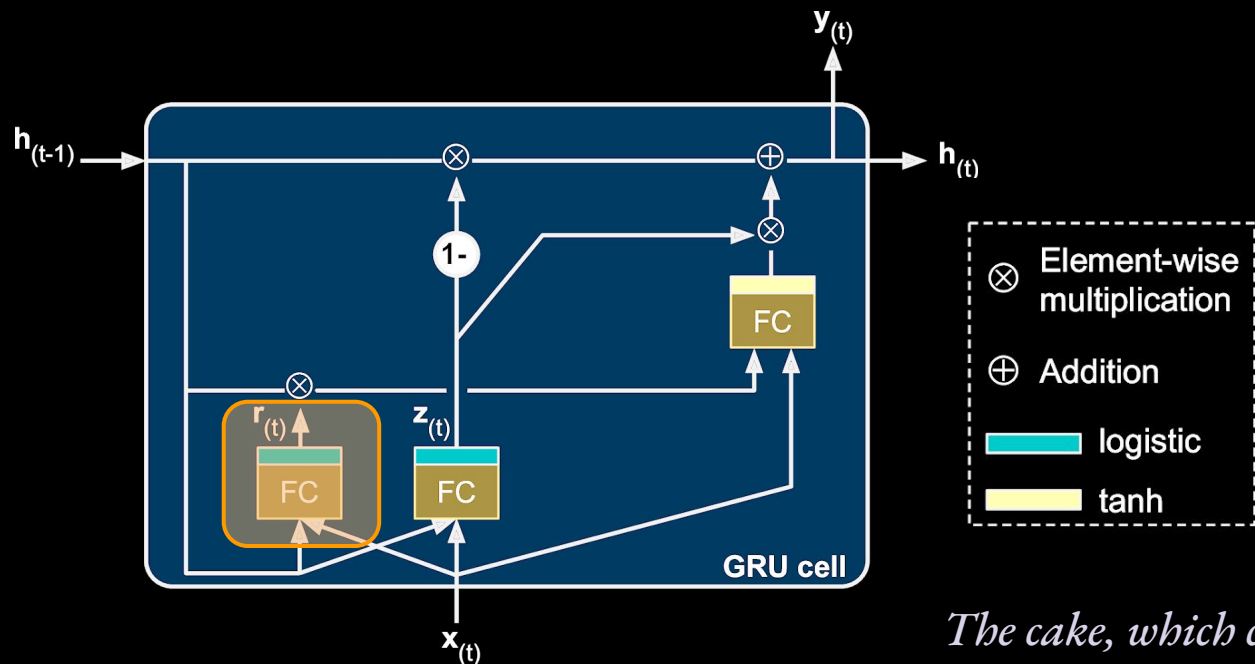 y(t)
h(t-1)
h(t)
1-
FC
r(t)
z(t)
FC
FC
GRU cell
x(t)
⊗ Element-wise
multiplication
⊕ Addition
logistic
tanh
The cake, which